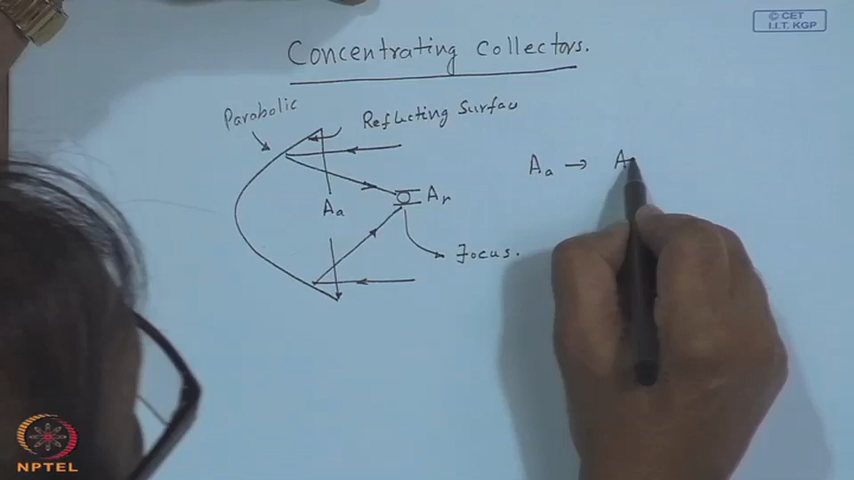 © CET
I.I.T. KGP
Concentrating Collectors.
Parabolic
Reflecting Surfac
Aa → A
Ar
Aa
Focus.
NPTEL